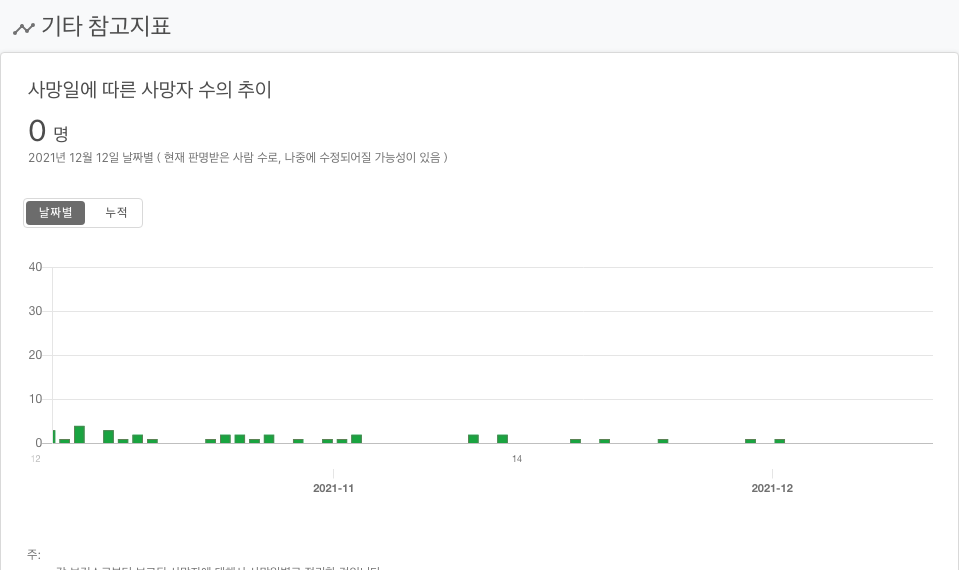 기타 참고지표
사망일에 따른 사망자 수의 추이
0 명
2021년 12월 12일 날짜별 ( 현재 판명받은 사람 수로, 나중에 수정되어질 가능성이 있음 )
날짜별 누적
40
30
20
10
0
12 14
2021-11 2021-12
주: